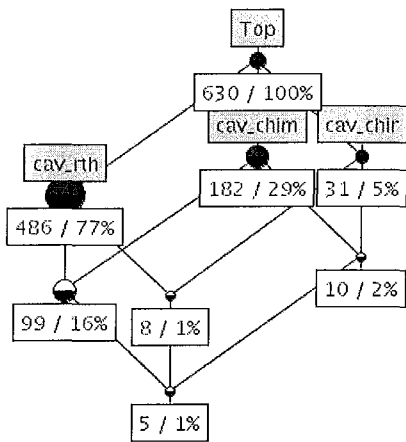 Top
630 / 100%
cav_chim
cav_chir
cav_rth
182 / 29%
31 / 5%
486 / 77%
99 / 16%
8 / 1%
10 / 2%
5 / 1%